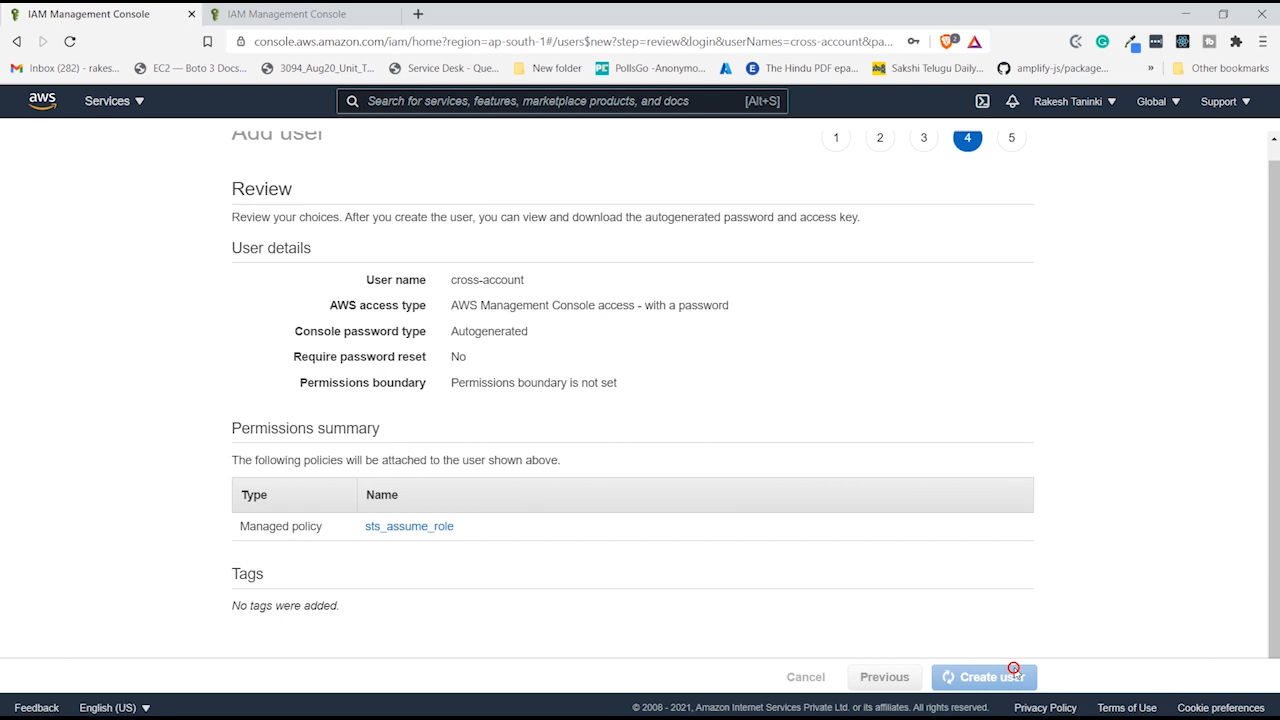 IAM Management Console
IAM Management Console
console.aws.amazon.com/iam/home?region=ap-south-1#/users$new?step=review&login&userNames=cross-account&pa...
Inbox (282) - rakes...
EC2 — Boto 3 Docs...
3094_Aug20_Unit_T...
Service Desk - Que...
New folder
PollsGo -Anonymo...
The Hindu PDF epa...
Sakshi Telugu Daily...
amplify-js/package...
»
Other bookmarks
aws
Services
Search for services, features, marketplace products, and docs
[Alt+S]
Rakesh Taninki
Global
Support
Add user
1
2
3
4
5
Review
Review your choices. After you create the user, you can view and download the autogenerated password and access key.
User details
User name cross-account
AWS access type AWS Management Console access - with a password
Console password type Autogenerated
Require password reset No
Permissions boundary Permissions boundary is not set
Permissions summary
The following policies will be attached to the user shown above.
Type Name
Managed policy sts_assume_role
Tags
No tags were added.
Cancel
Previous
Create user
Feedback
English (US)
© 2008 - 2021, Amazon Internet Services Private Ltd. or its affiliates. All rights reserved.
Privacy Policy
Terms of Use
Cookie preferences